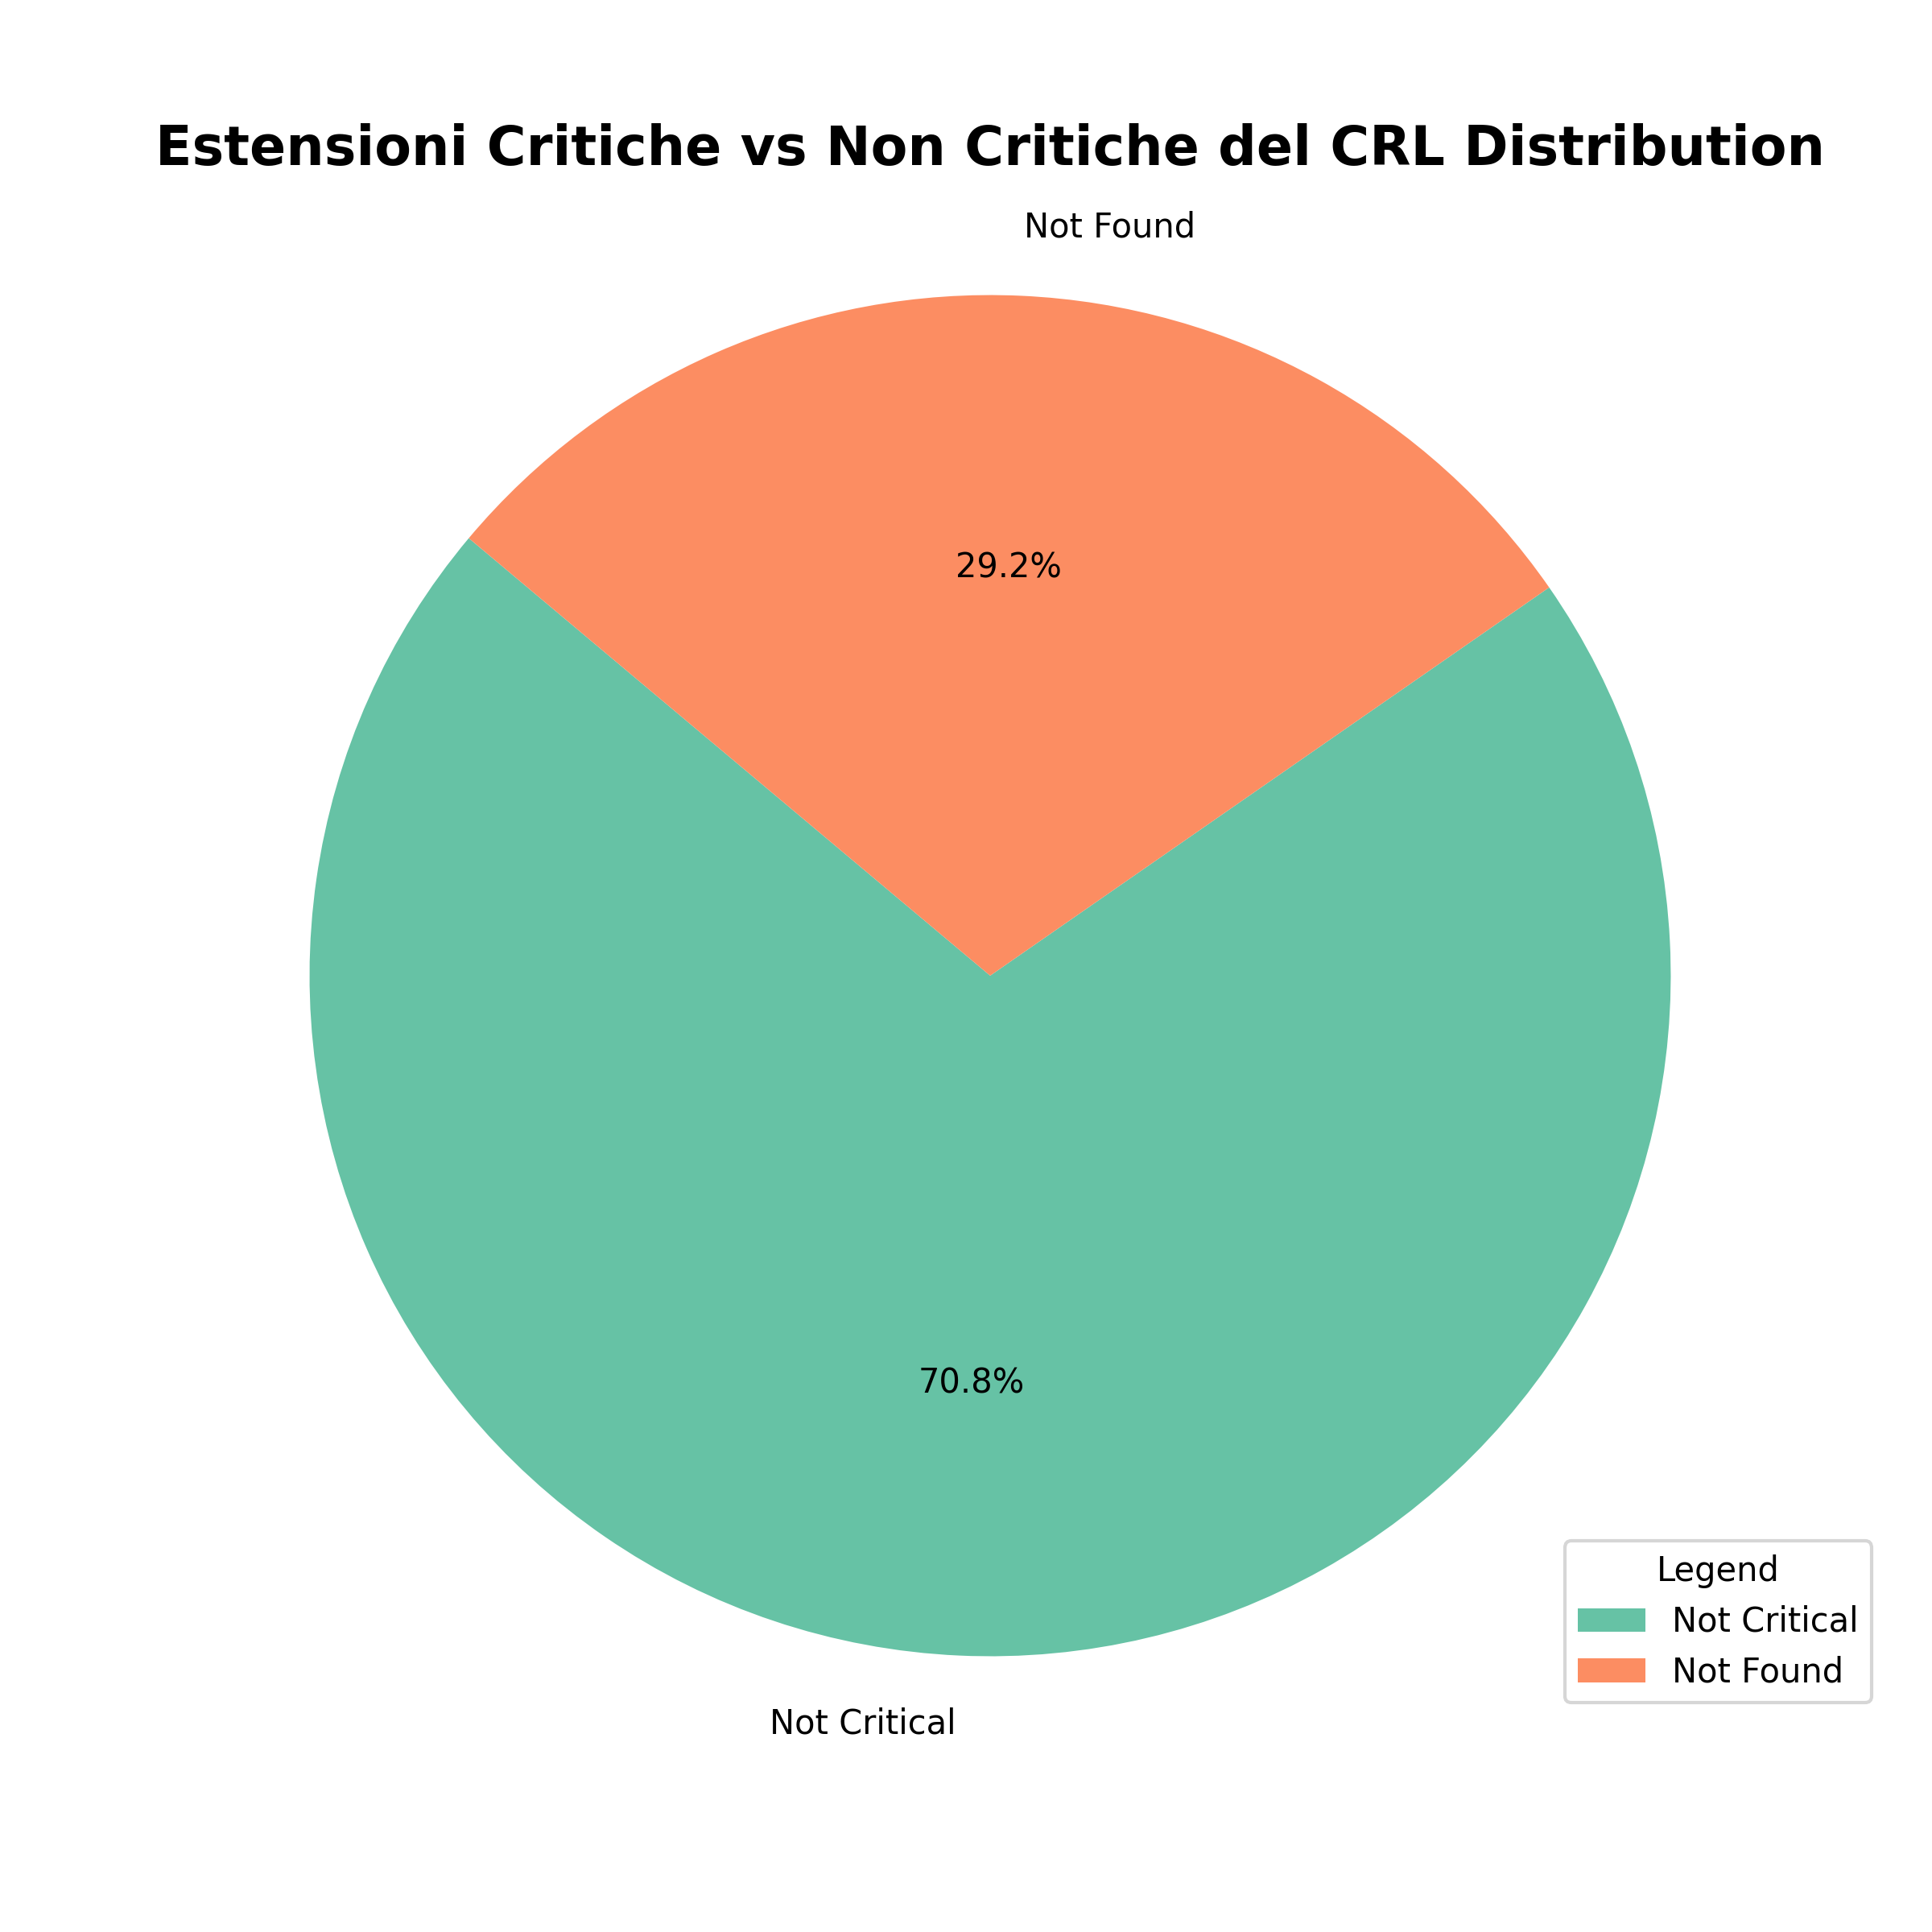 Estensioni Critiche vs Non Critiche del CRL Distribution
Not Found
29.2%
70.8%
Not Critical
Legend
Not Critical
Not Found